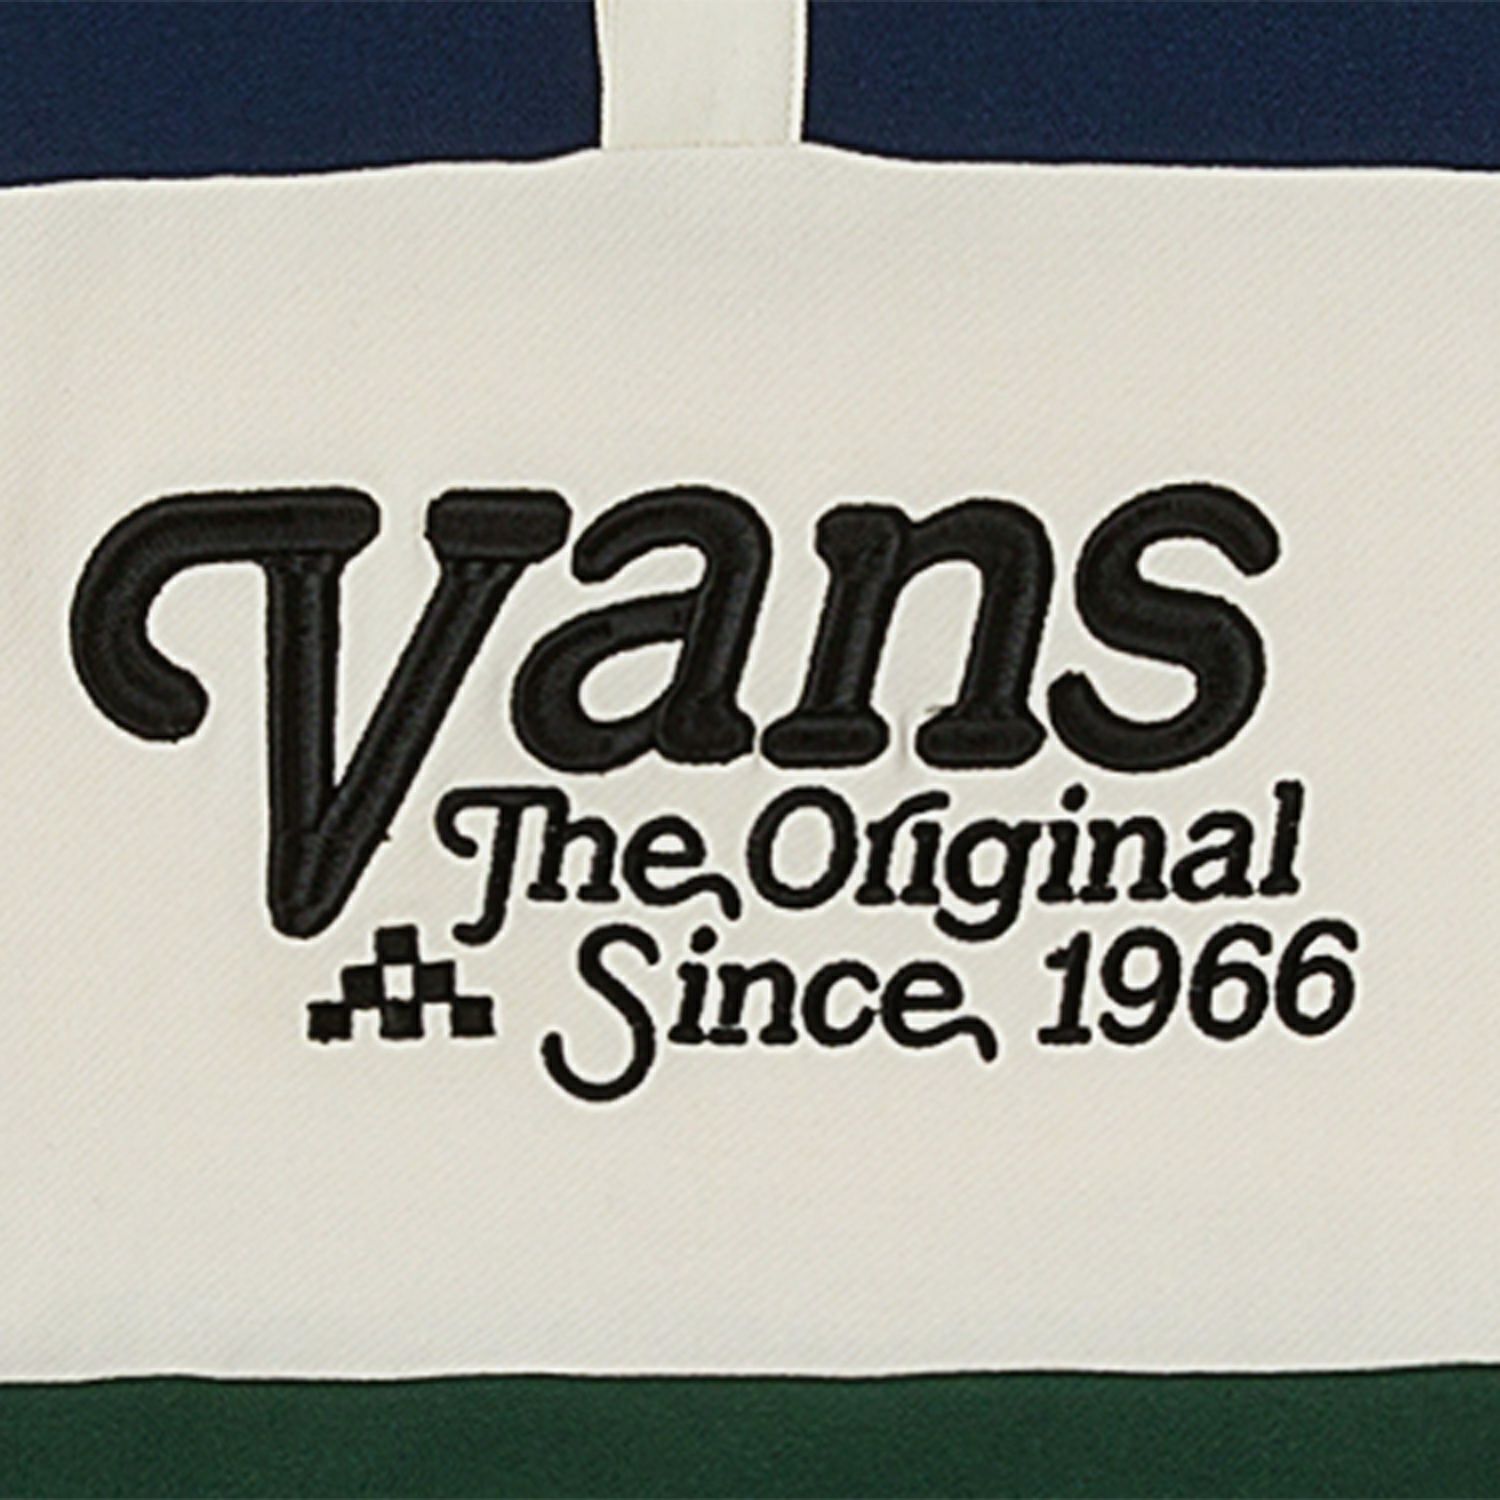 Vans
The Original
Since 1966